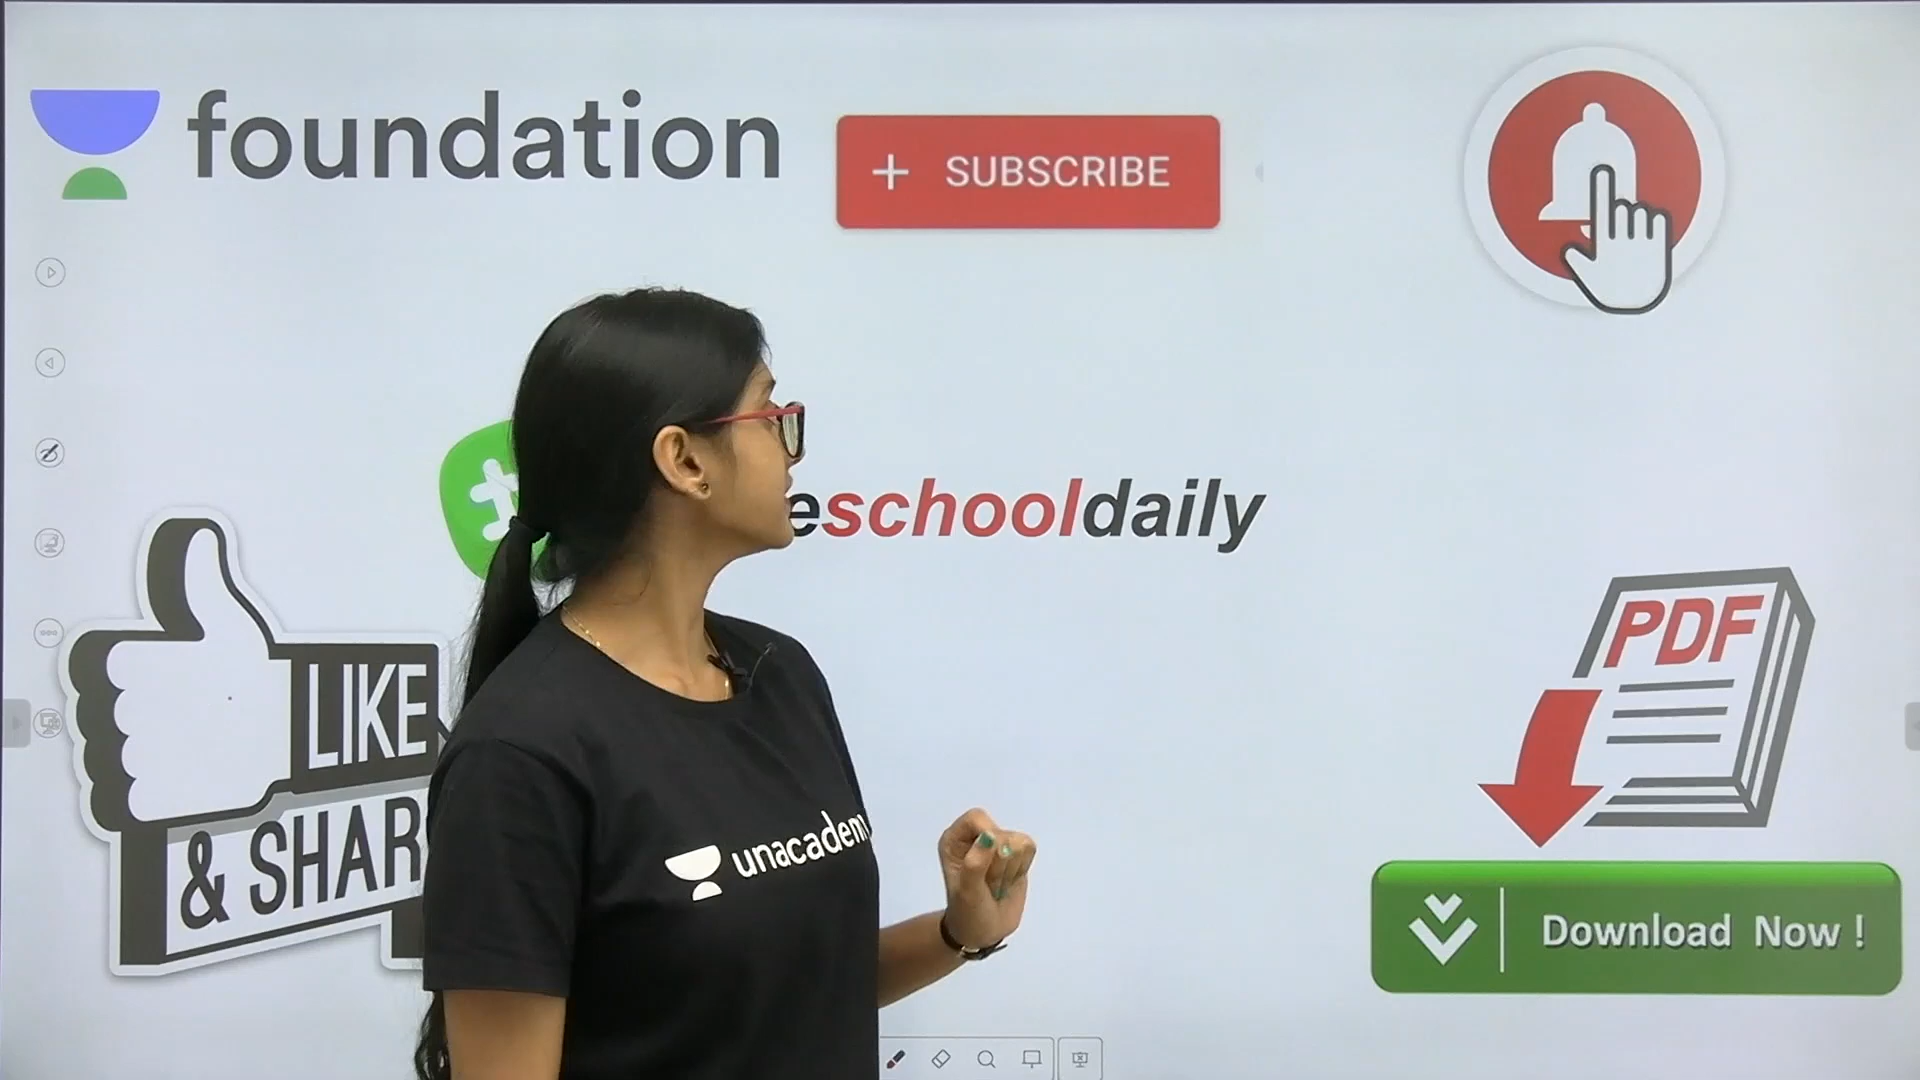 foundation
+ SUBSCRIBE
eschooldaily
LIKE
& SHAR
PDF
unacadem
Download Now !